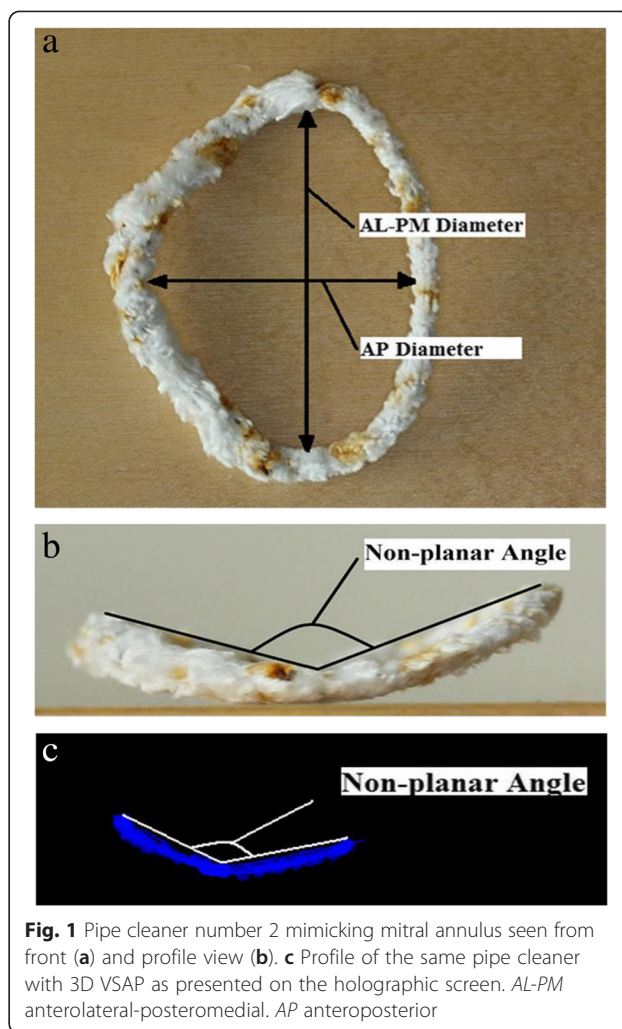 a
AL-PM Diameter
AP Diameter
b
Non-planar Angle
c
Non-planar Angle
Fig. 1 Pipe cleaner number 2 mimicking mitral annulus seen from
front (a) and profile view (b). c Profile of the same pipe cleaner
with 3D VSAP as presented on the holographic screen. AL-PM
anterolateral-posteromedial. AP anteroposterior